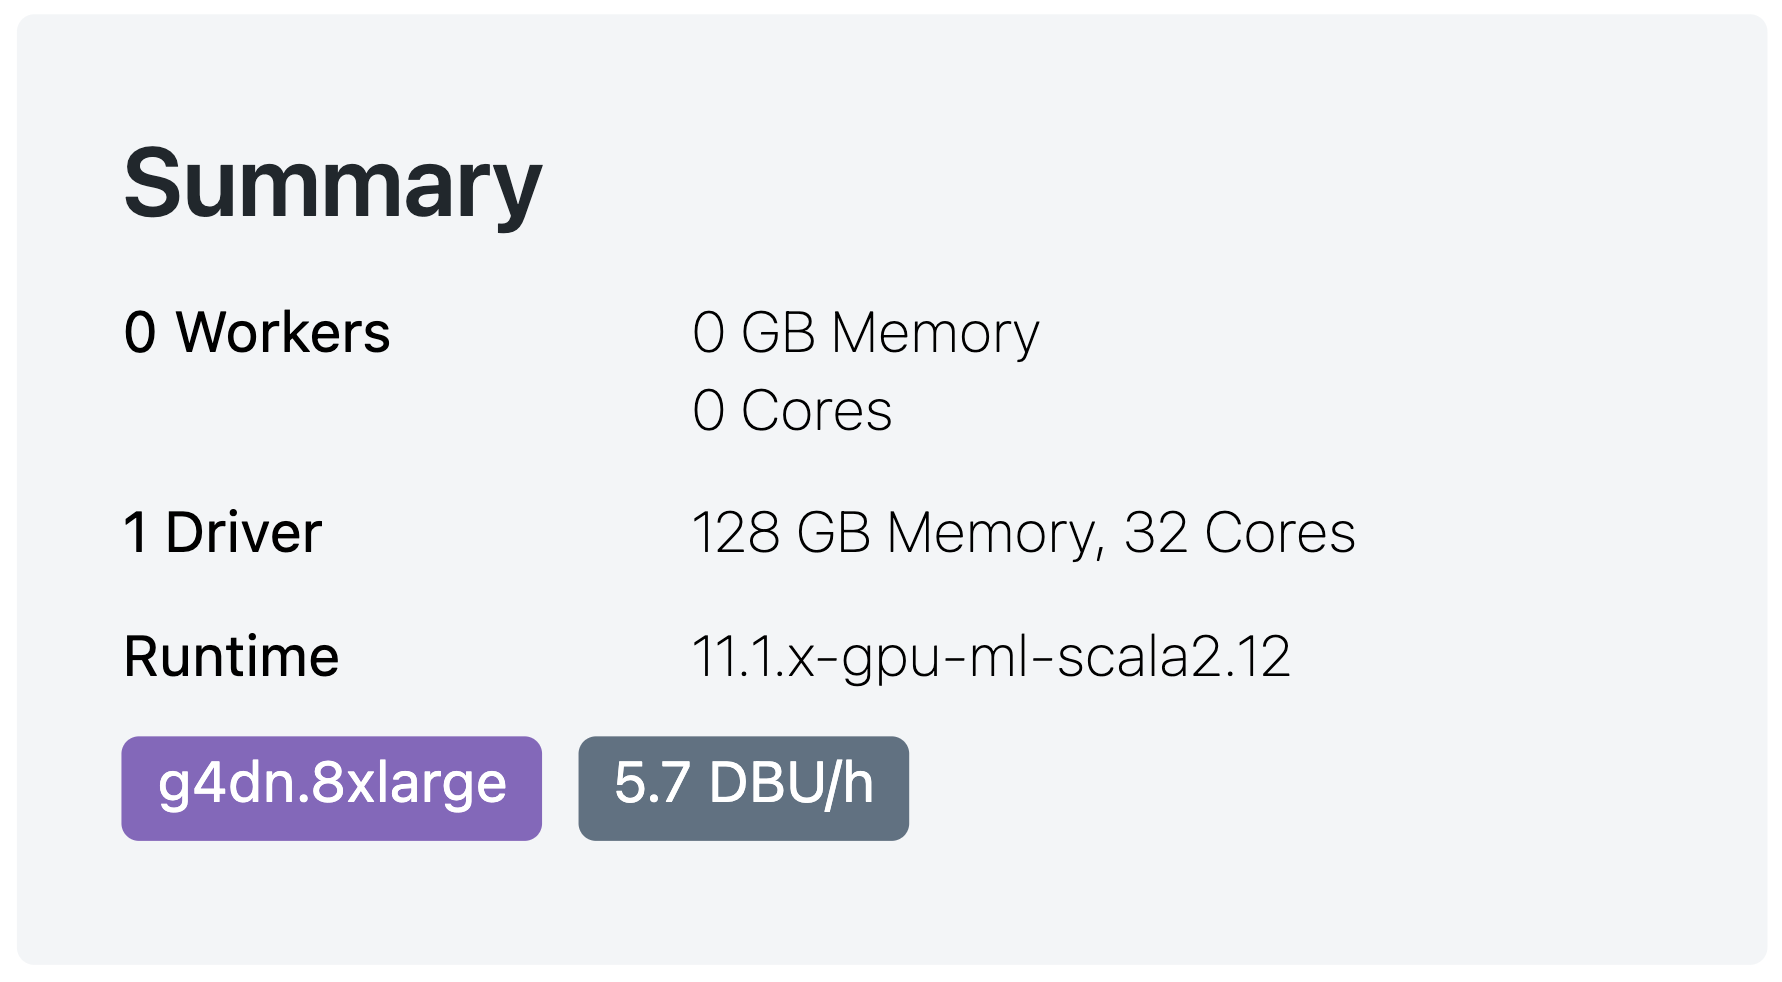 Summary
0 Workers 0 GB Memory
0 Cores
1 Driver 128 GB Memory, 32 Cores
Runtime 11.1.x-gpu-ml-scala2.12
g4dn.8xlarge 5.7 DBU/h